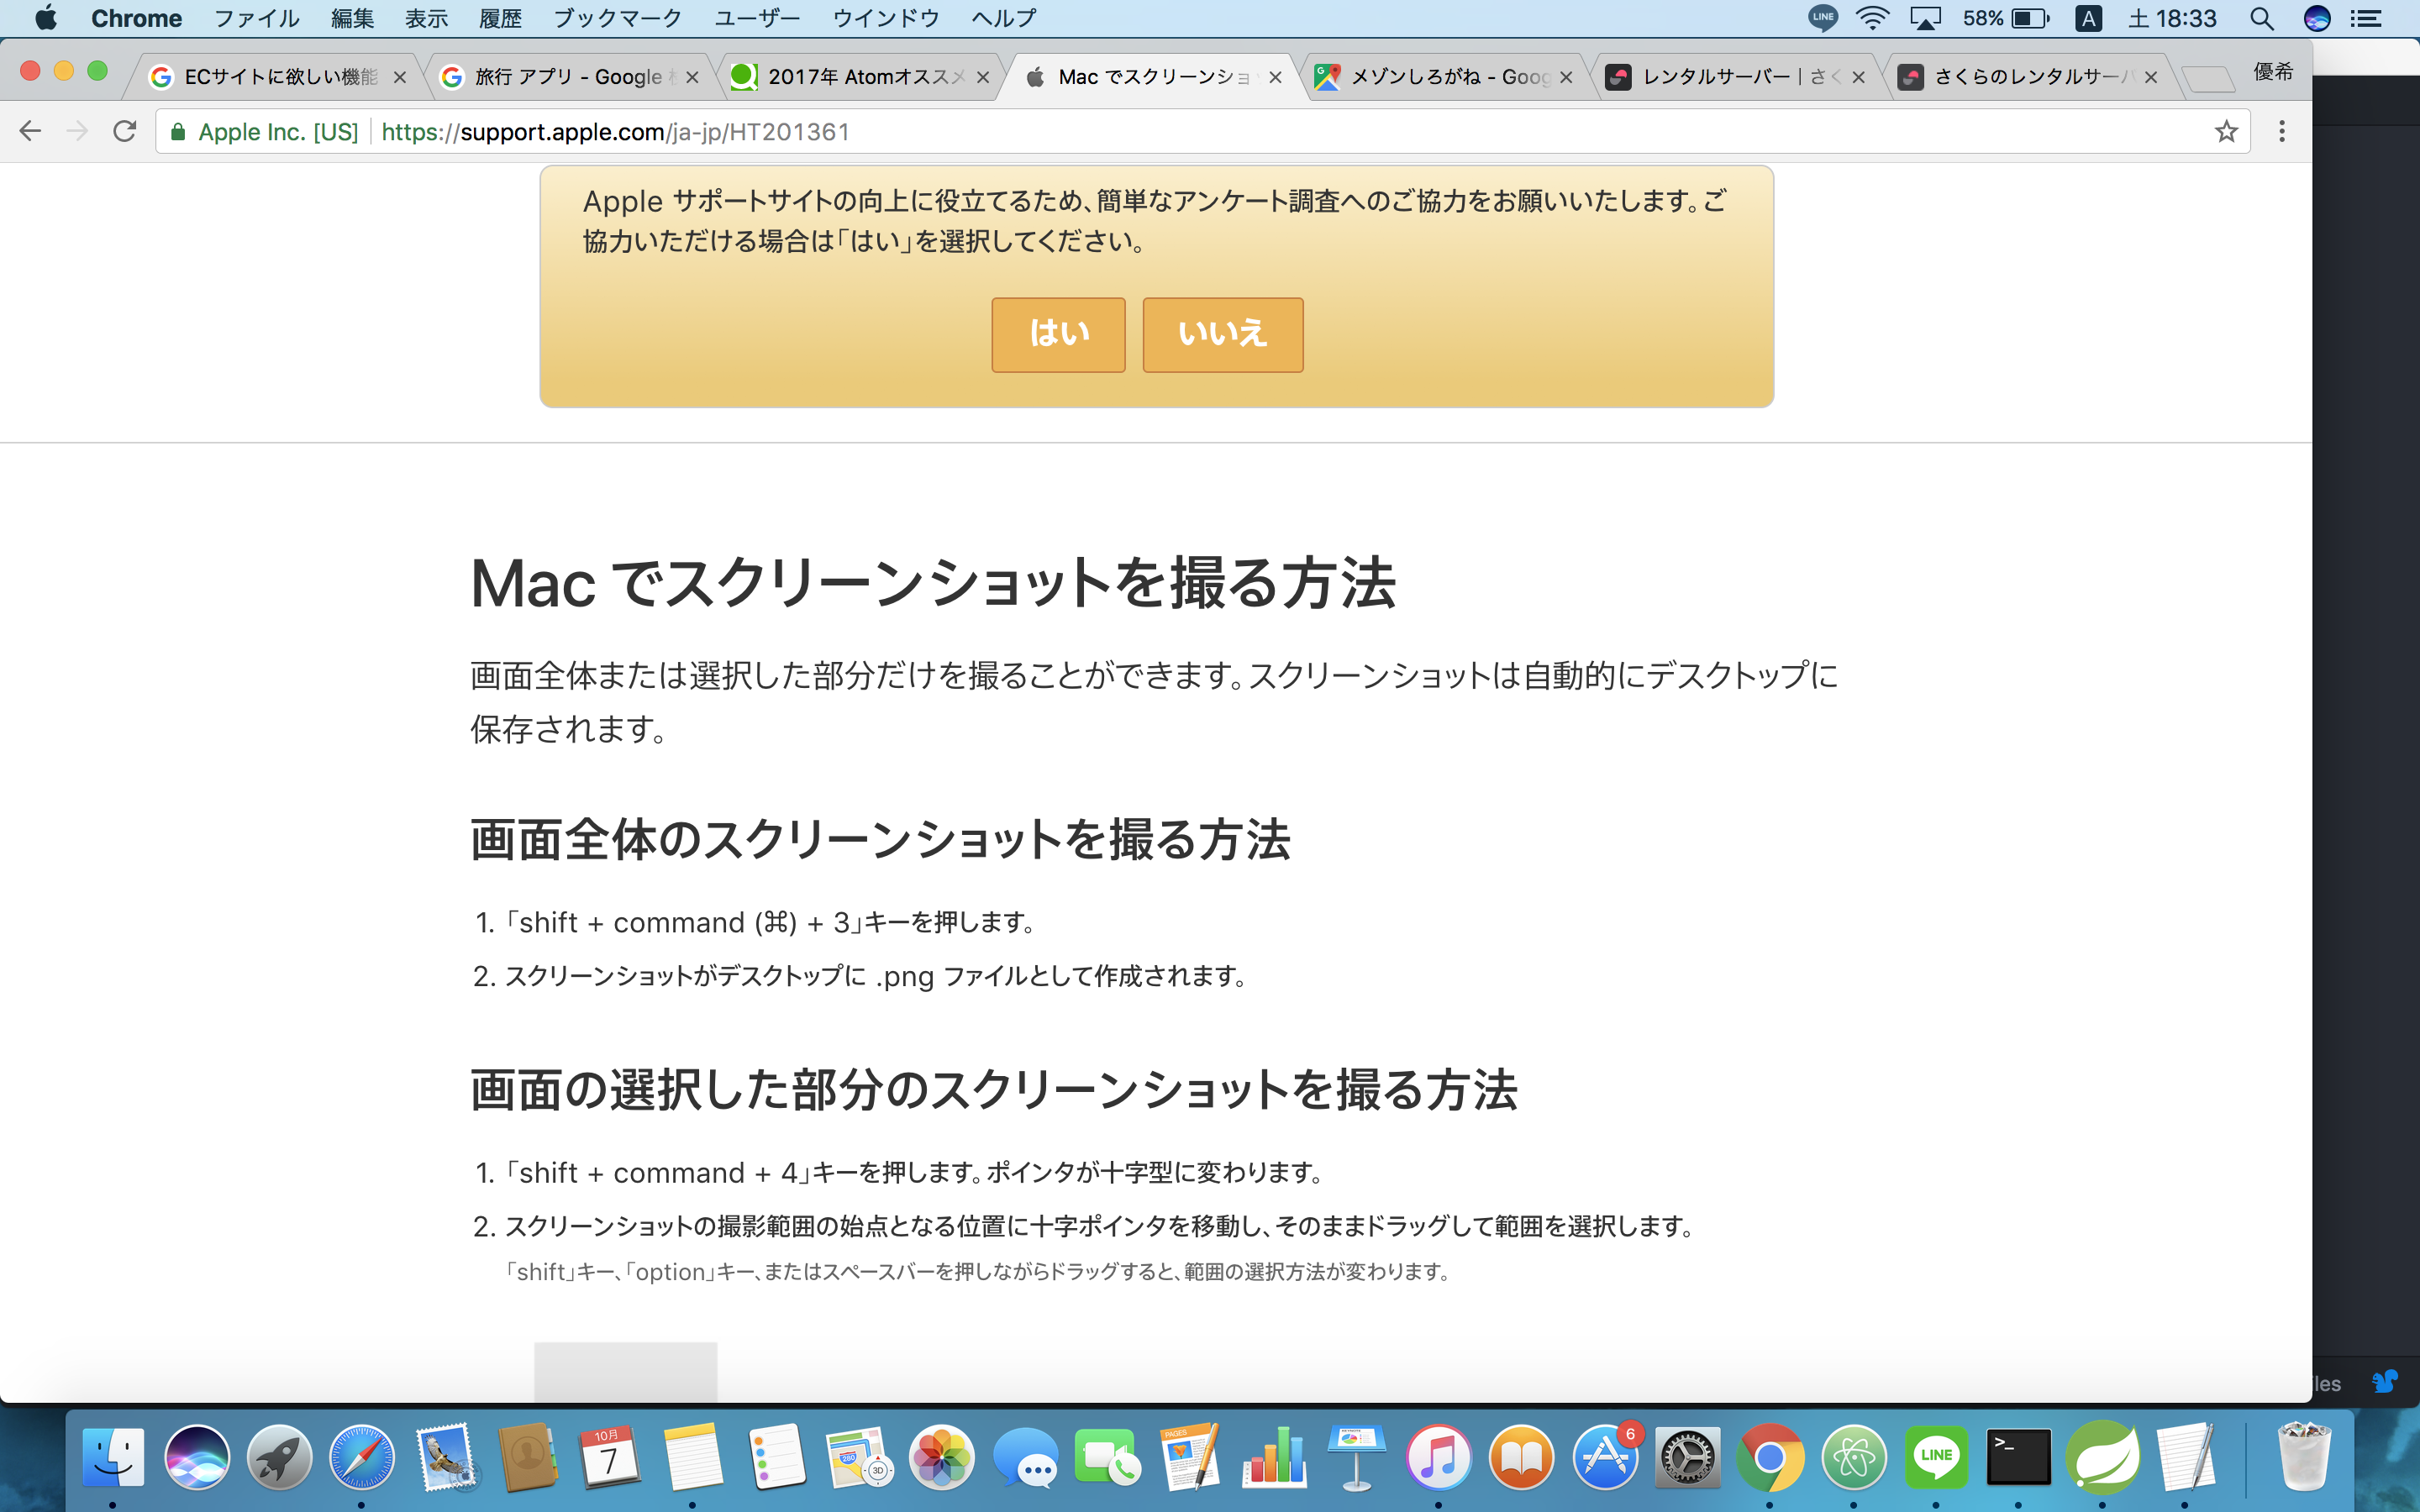 Chrome ファイル 編集 表示 履歴 ブックマーク ユーザー ウインドウ ヘルプ LINE 58% A 土 18:33
ECサイトに欲しい機能 旅行 アプリ - Google 2017年 Atomオススメ Mac でスクリーンショ メゾンしろがね - Goog レンタルサーバー | さく さくらのレンタルサーバ 優希
Apple Inc. [US] https://support.apple.com/ja-jp/HT201361
Apple サポートサイトの向上に役立てるため、簡単なアンケート調査へのご協力をお願いいたします。ご
協力いただける場合は「はい」を選択してください。
はい いいえ
Mac でスクリーンショットを撮る方法
画面全体または選択した部分だけを撮ることができます。スクリーンショットは自動的にデスクトップに
保存されます。
画面全体のスクリーンショットを撮る方法
1. 「shift + command (⌘) + 3」キーを押します。
2. スクリーンショットがデスクトップに .png ファイルとして作成されます。
画面の選択した部分のスクリーンショットを撮る方法
1. 「shift + command + 4」キーを押します。ポインタが十字型に変わります。
2. スクリーンショットの撮影範囲の始点となる位置に十字ポインタを移動し、そのままドラッグして範囲を選択します。
「shift」キー、「option」キー、またはスペースバーを押しながらドラッグすると、範囲の選択方法が変わります。
les
10月
7
280
3D
PAGES
6
LINE
>_